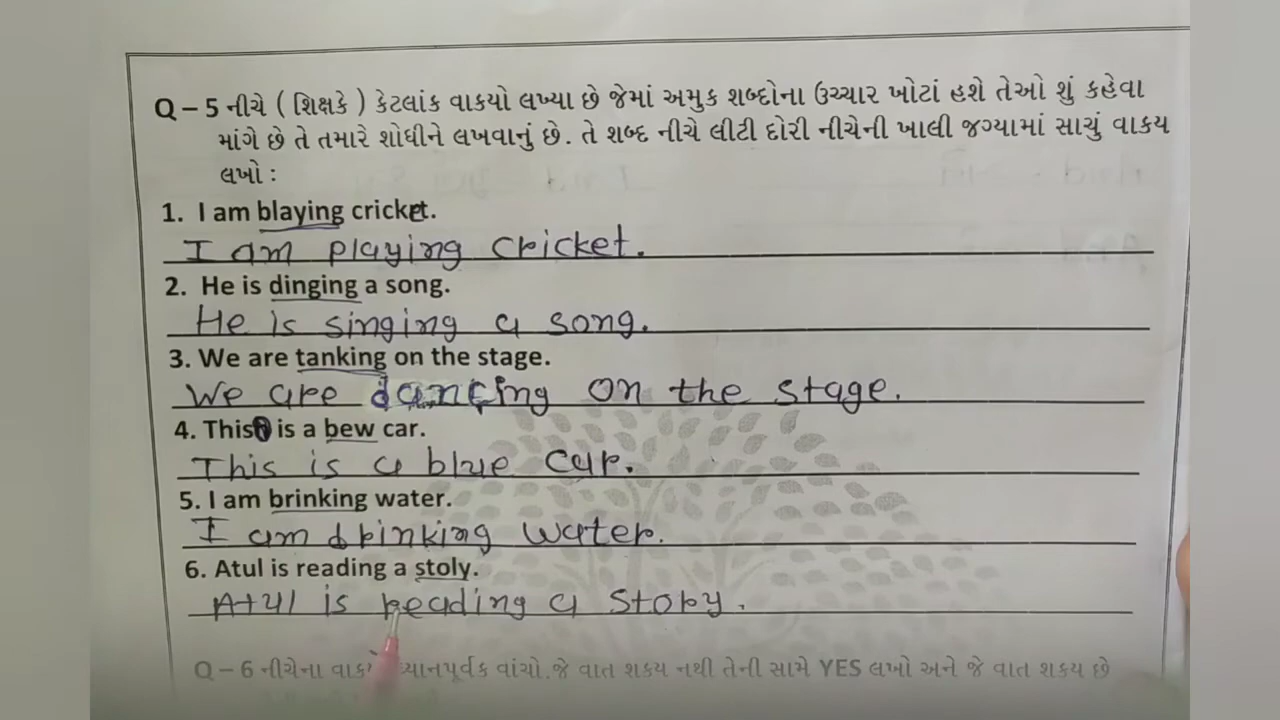 Q – 5 નીચે ( શિક્ષકે ) કેટલાંક વાકયો લખ્યા છે જેમાં અમુક શબ્દોના ઉચ્ચાર ખોટાં હશે તેઓ શું કહેવા
માંગે છે તે તમારે શોધીને લખવાનું છે. તે શબ્દ નીચે લીટી દોરી નીચેની ખાલી જગ્યામાં સાચું વાકય
લખો :
1. I am blaying cricket.
I am playing cricket.
2. He is dinging a song.
He is singing a song.
3. We are tanking on the stage.
We are dancing on the stage.
4. This is a bew car.
This is a blue car.
5. I am brinking water.
I am drinking water.
6. Atul is reading a stoly.
Atul is reading a story.
Q – 6 નીચેના વાંચો. જે વાત શકય નથી તેની સામે YES લખો અને જે વાત શકય છે